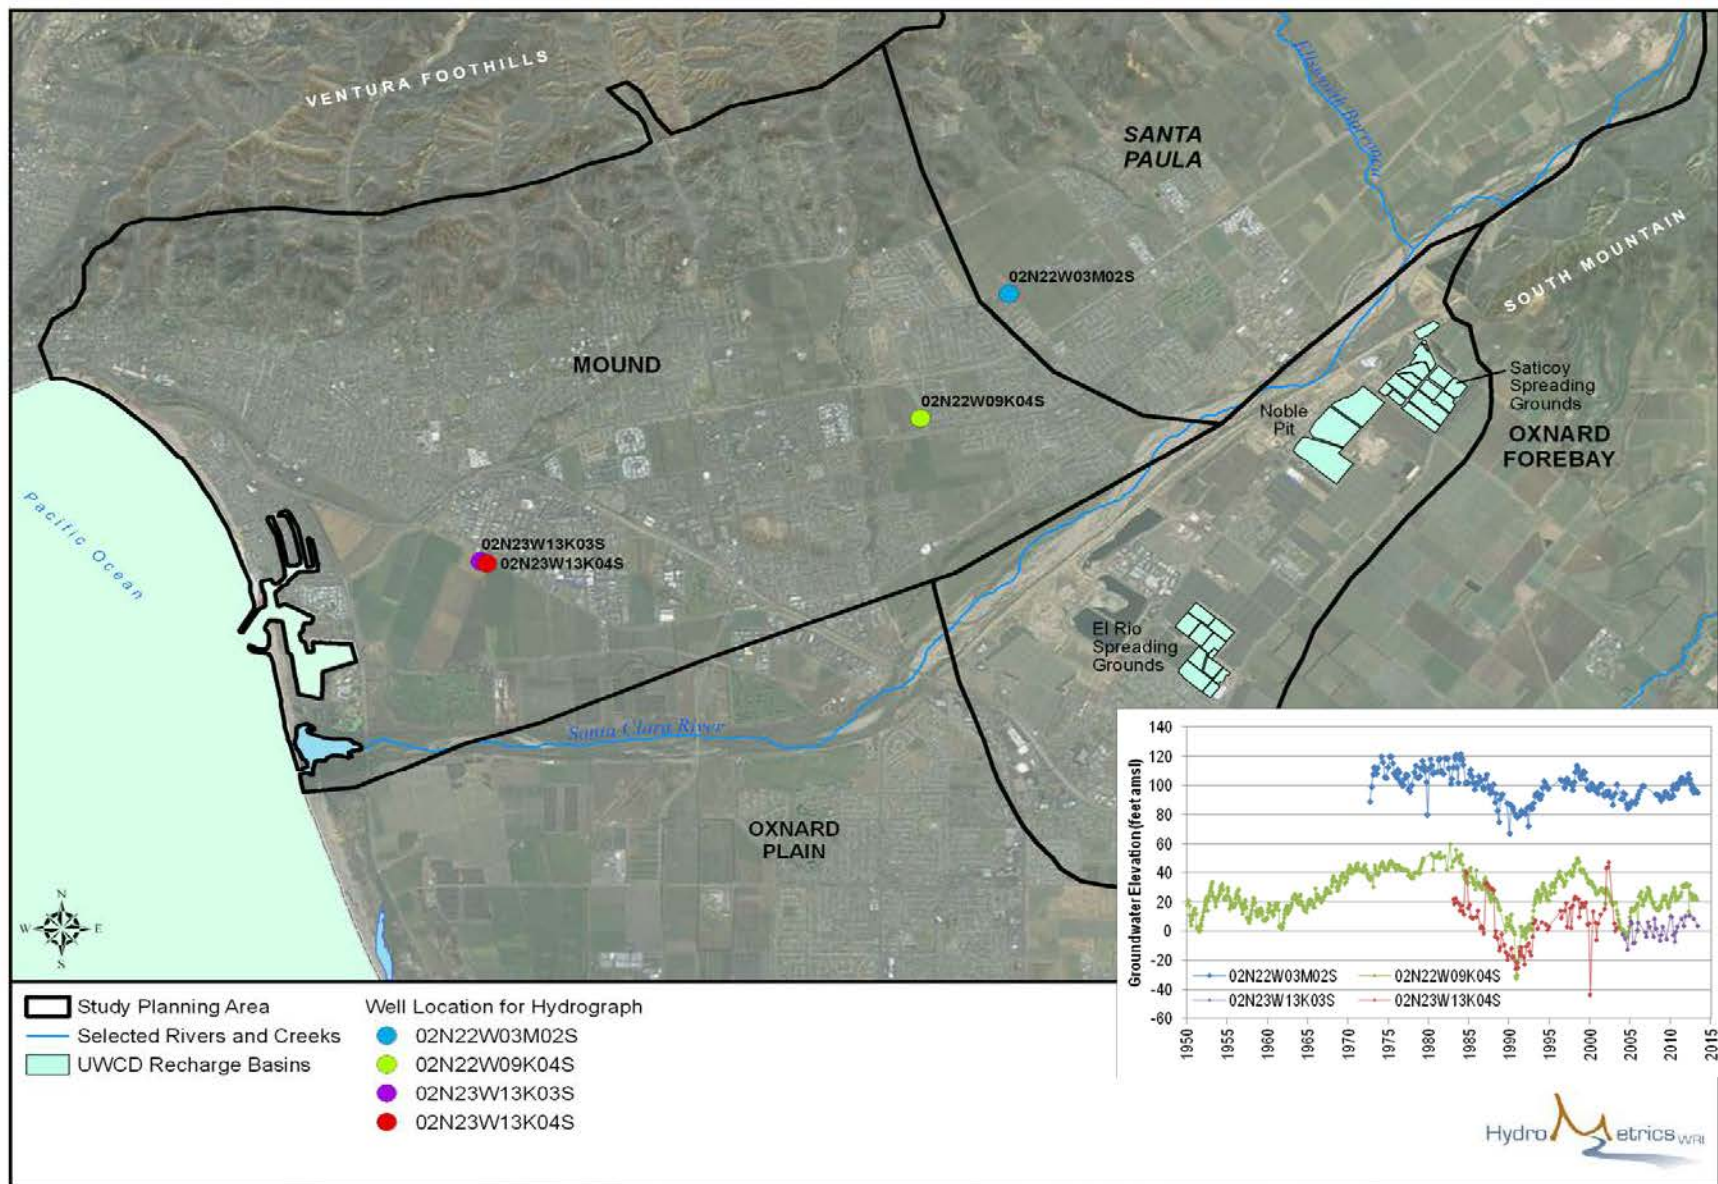 VENTURA FOOTHILLS
SANTA
PAULA
Ellsworth Barranca
SOUTH MOUNTAIN
02N22W03M02S
MOUND
02N22W09K04S
Saticoy
Spreading
Grounds
Noble
Pit
OXNARD
FOREBAY
Pacific Ocean
02N23W13K03S
02N23W13K04S
El Rio
Spreading
Grounds
Santa Clara River
OXNARD
PLAIN
N
W E
S
Groundwater Elevation (feet amsl)
140
120
100
80
60
40
20
0
-20
-40
-60
02N22W03M02S
02N22W09K04S
02N23W13K03S
02N23W13K04S
1950
1955
1960
1965
1970
1975
1980
1985
1990
1995
2000
2005
2010
2015
Study Planning Area
Selected Rivers and Creeks
UWCD Recharge Basins
Well Location for Hydrograph
02N22W03M02S
02N22W09K04S
02N23W13K03S
02N23W13K04S
HydroMetrics WRI